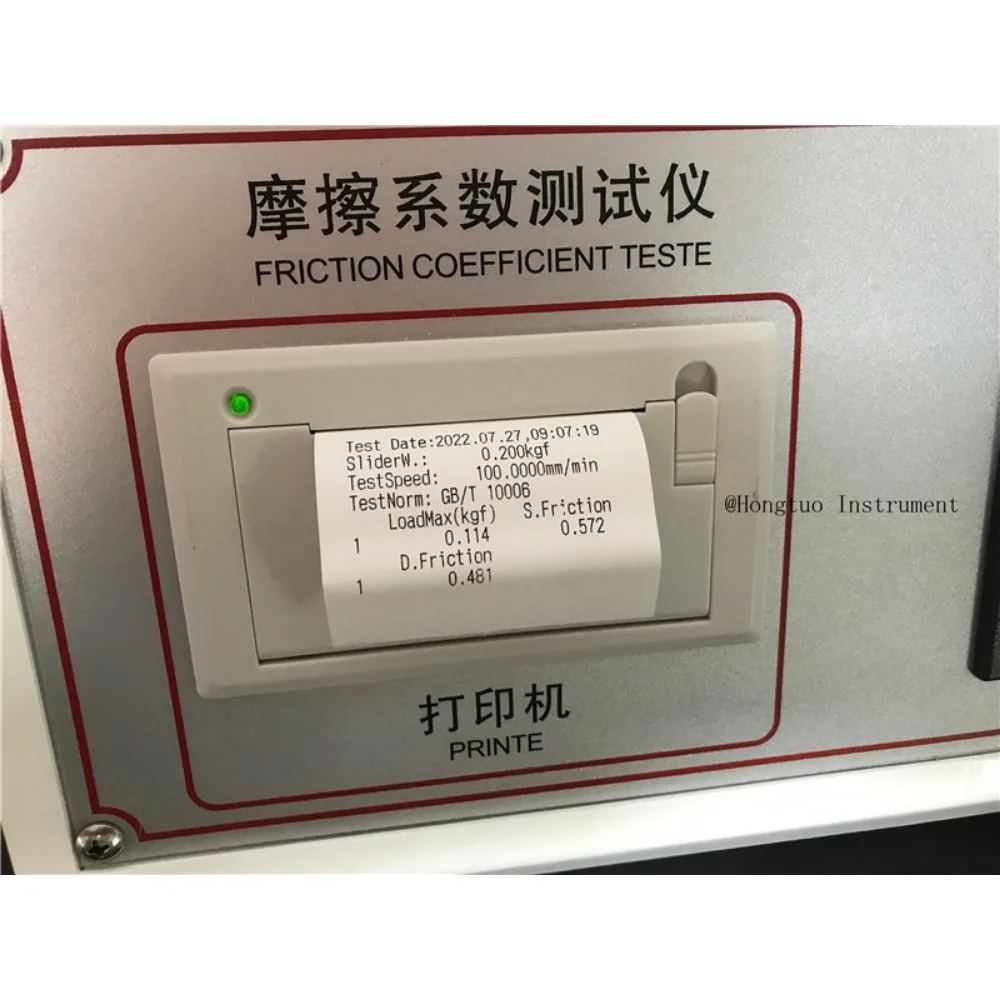 摩擦系数测试仪
FRICTION COEFFICIENT TESTE
Test Date:2022.07.27,09:07:19
SliderW.: 0.200kgf
TestSpeed: 100.0000mm/min
TestNorm: GB/T 10006
LoadMax(kgf) S.Friction
1 0.114 0.572
D.Friction
1 0.481
@Hongtuo Instrument
打印机
PRINTE